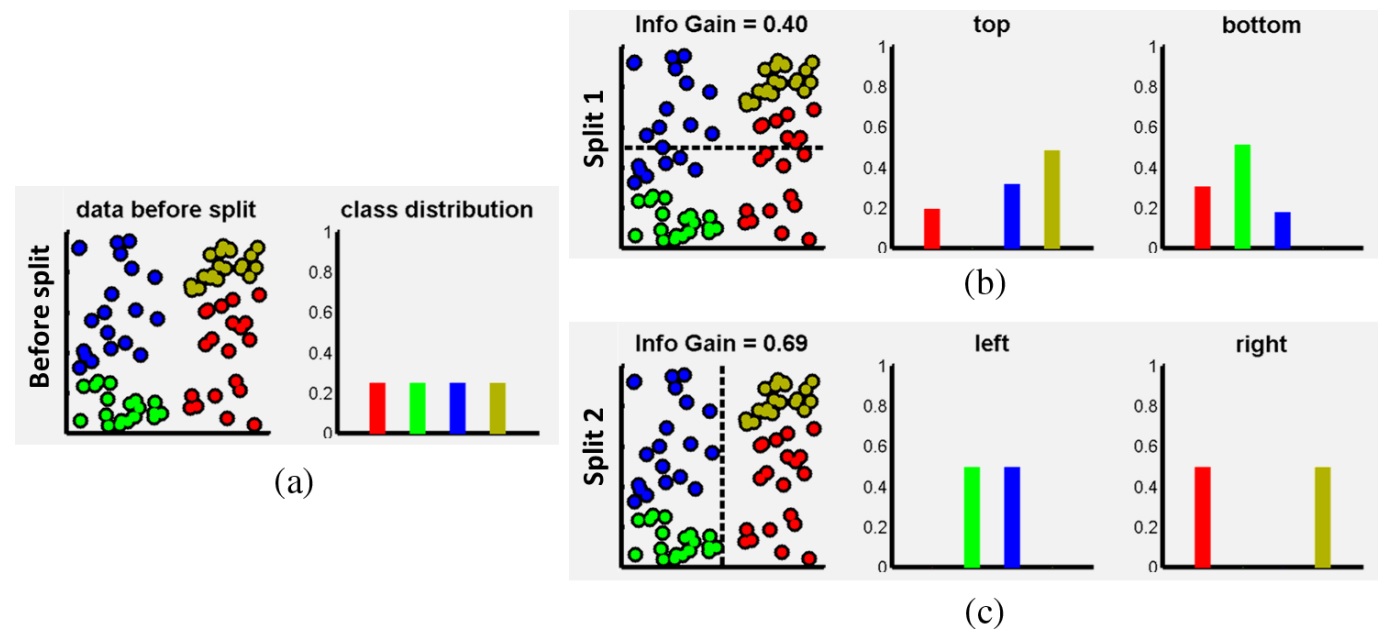 Before split
data before split
class distribution
1
0.8
0.6
0.4
0.2
0
(a)
Split 1
Info Gain = 0.40
top
1
0.8
0.6
0.4
0.2
0
bottom
1
0.8
0.6
0.4
0.2
0
(b)
Split 2
Info Gain = 0.69
left
1
0.8
0.6
0.4
0.2
0
right
1
0.8
0.6
0.4
0.2
0
(c)